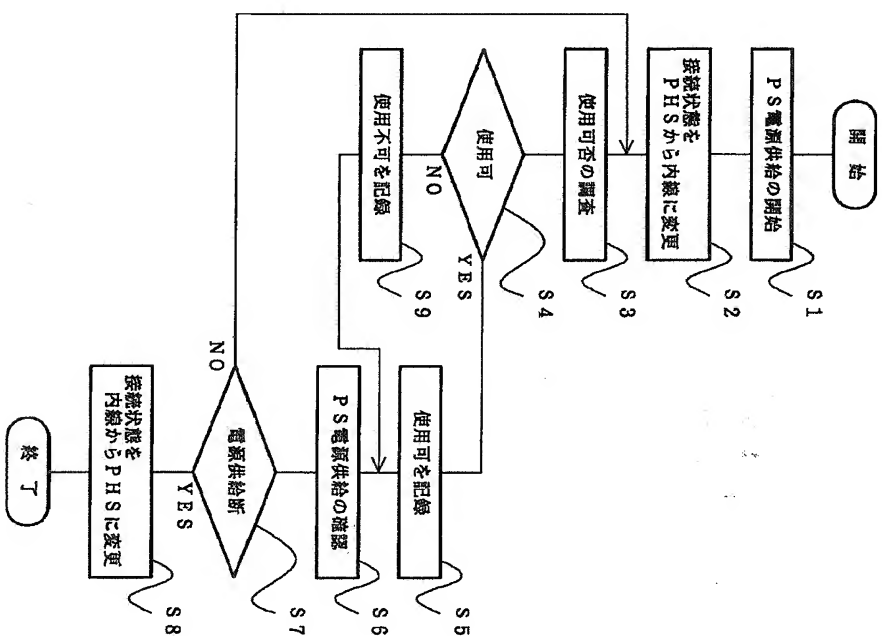 開始
PS電源供給の開始
S1
接続状態を
PHSから内線に変更
S2
使用可否の調査
S3
使用可
S4
YES
NO
使用不可を記録
S9
使用可を記録
S5
PS電源供給の確認
S6
電源供給断
S7
NO
YES
接続状態を
内線からPHSに変更
S8
終了